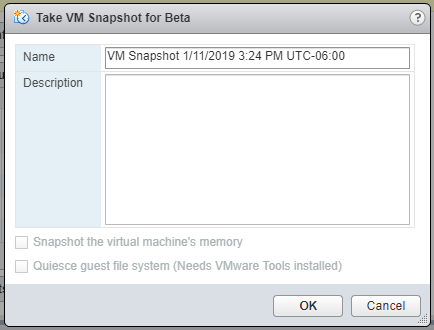 Take VM Snapshot for Beta
?
Name
VM Snapshot 1/11/2019 3:24 PM UTC-06:00
Description
Snapshot the virtual machine's memory
Quiesce guest file system (Needs VMware Tools installed)
OK
Cancel